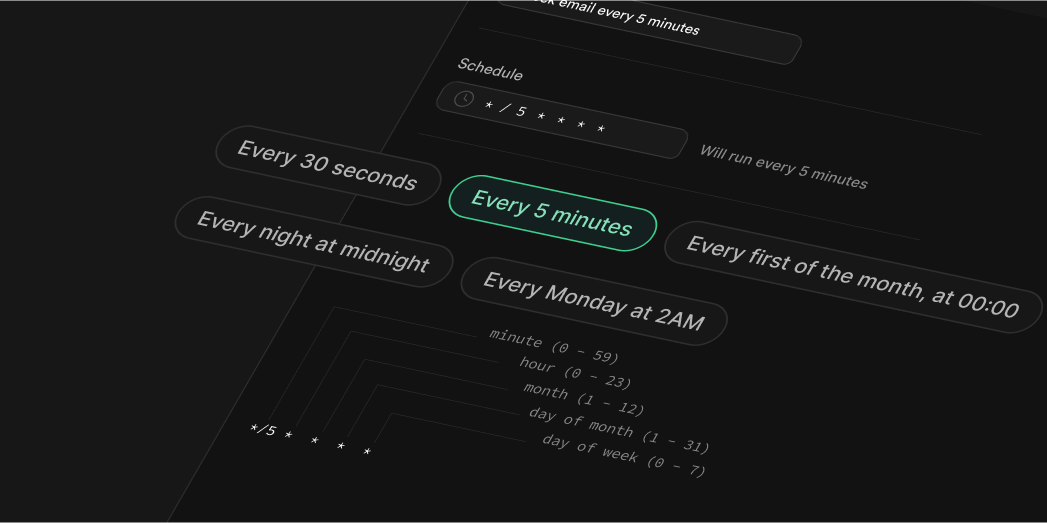 email every 5 minutes
Schedule
*/5 * * * *
Will run every 5 minutes
Every 30 seconds
Every 5 minutes
Every first of the month, at 00:00
Every night at midnight
Every Monday at 2AM
minute (0 - 59)
hour (0 - 23)
month (1 - 12)
day of month (1 - 31)
day of week (0 - 7)
*/5 * * * *